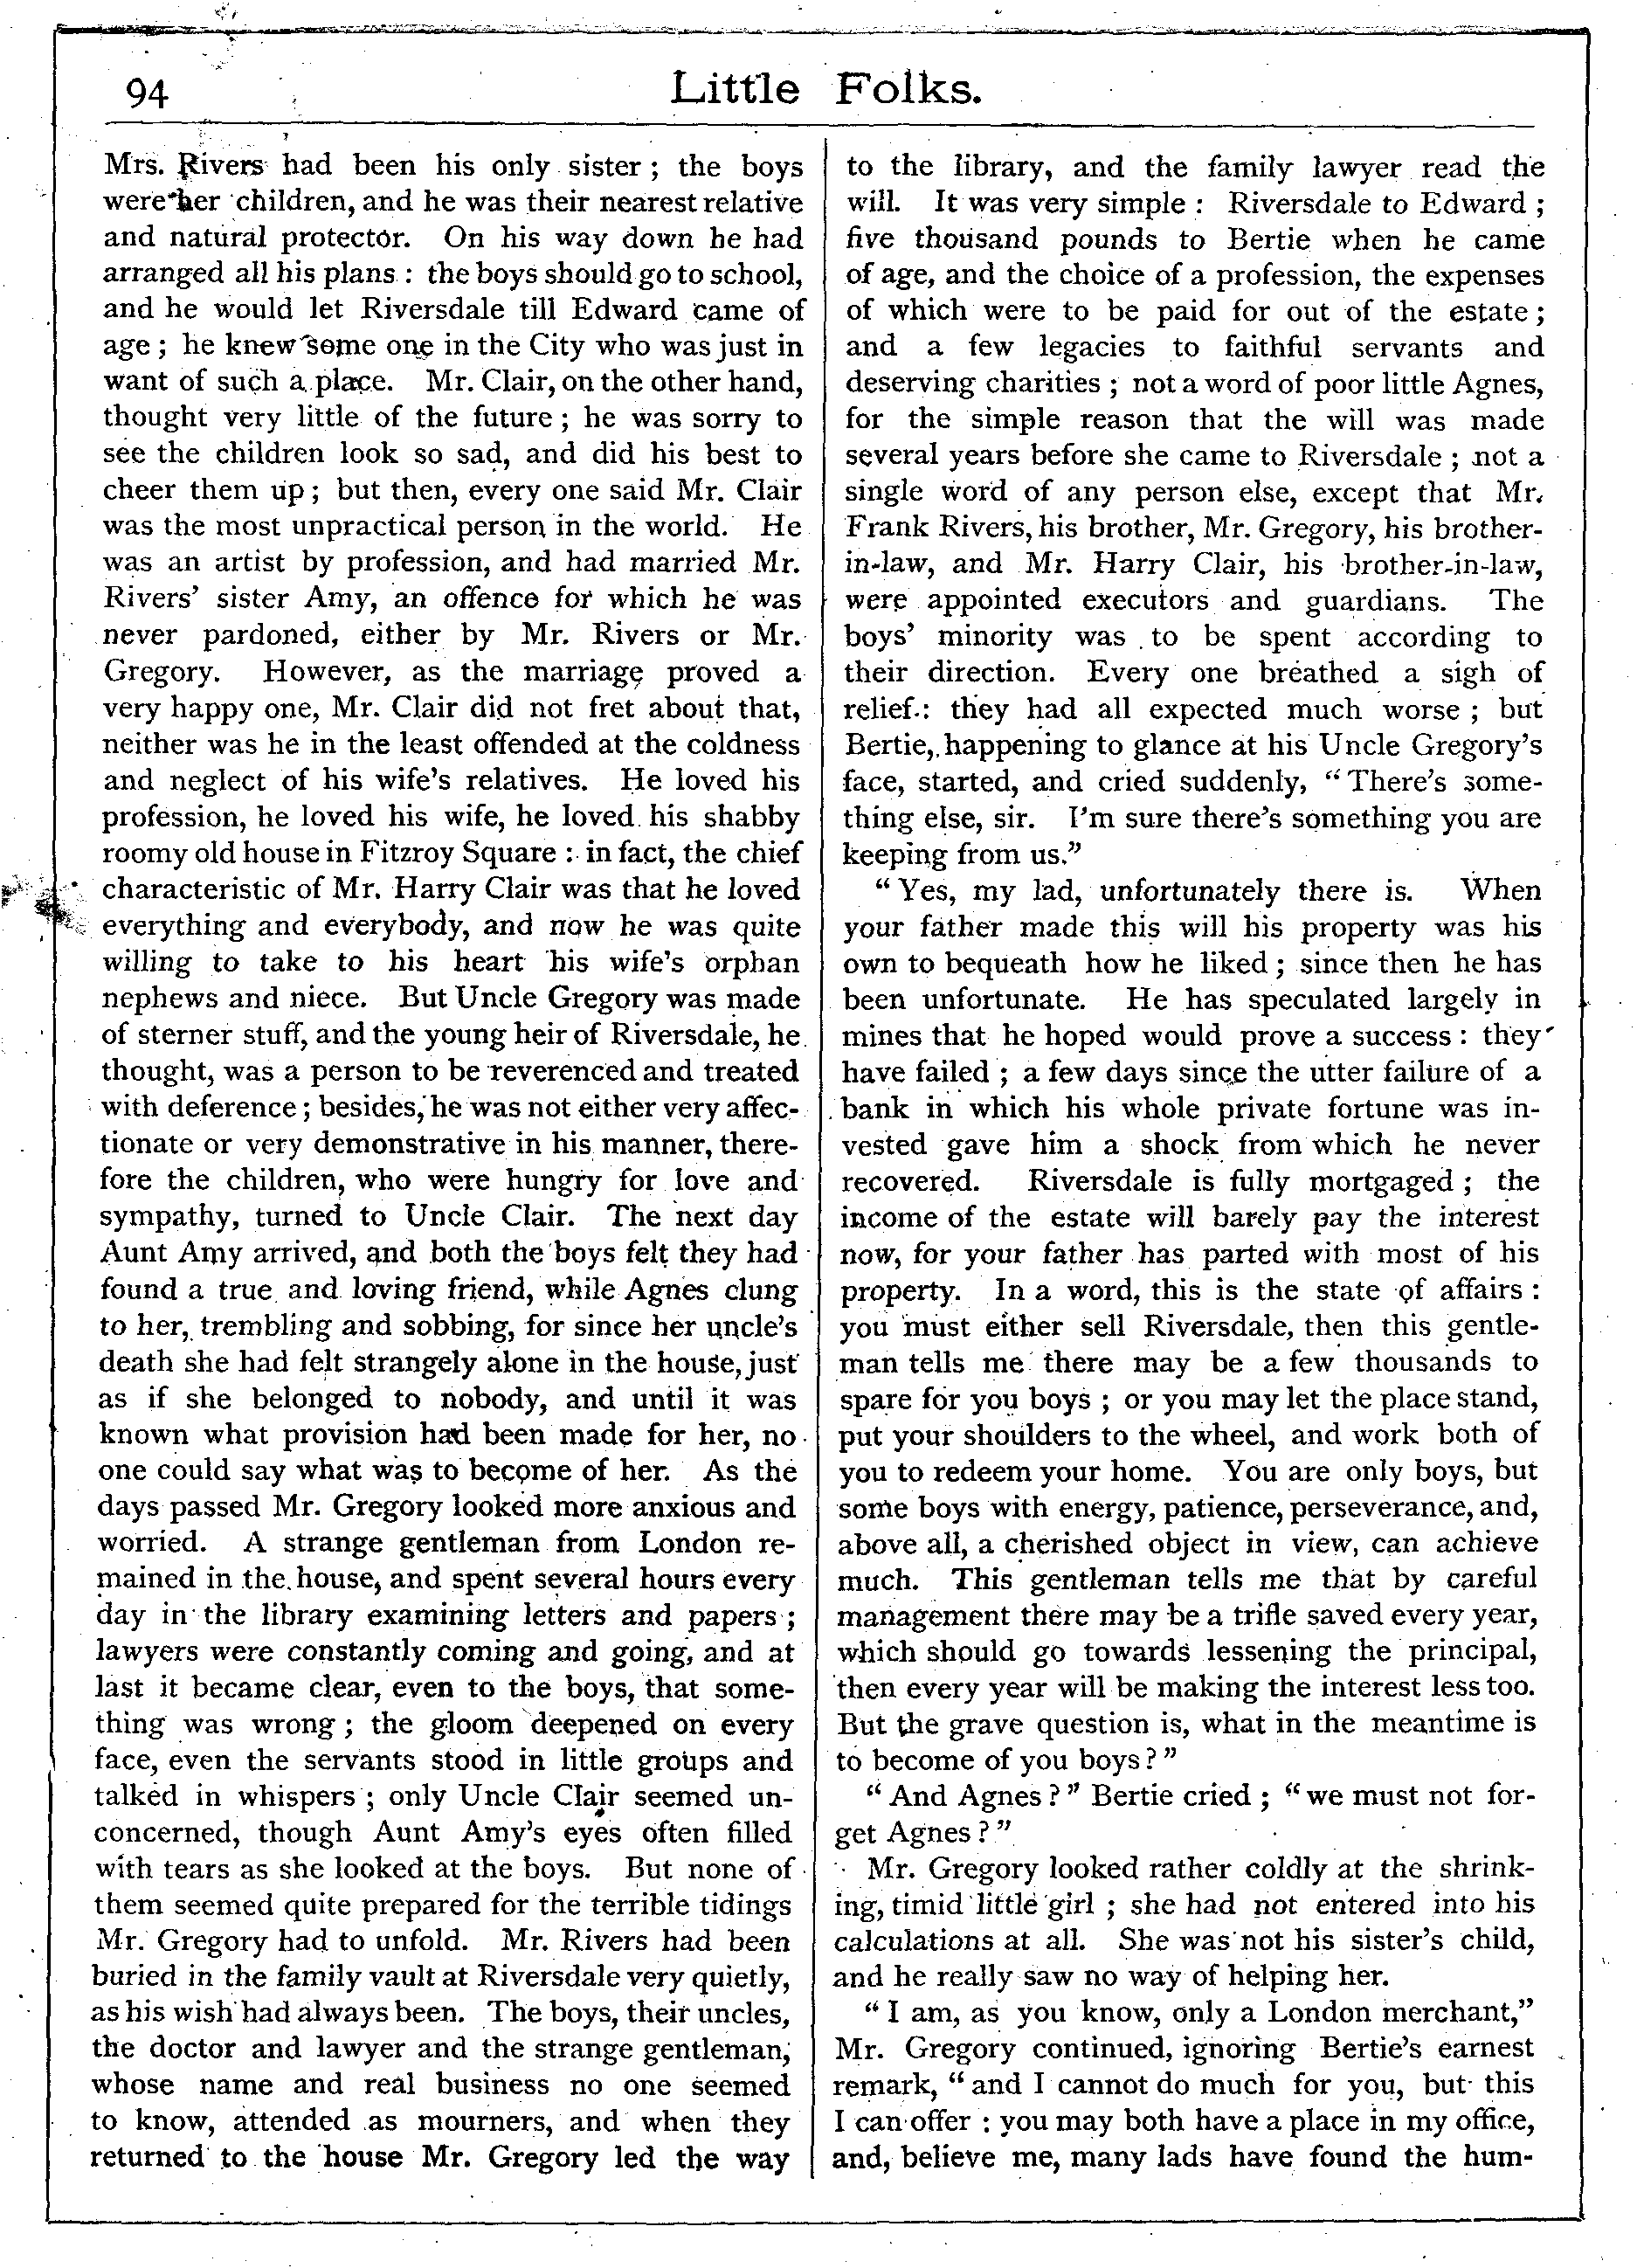 94
Little Folks.
Mrs. Rivers had been his only sister ; the boys
were her children, and he was their nearest relative
and natural protector. On his way down he had
arranged all his plans : the boys should go to school,
and he would let Riversdale till Edward came of
age ; he knew some one in the City who was just in
want of such a place. Mr. Clair, on the other hand,
thought very little of the future ; he was sorry to
see the children look so sad, and did his best to
cheer them up ; but then, every one said Mr. Clair
was the most unpractical person in the world. He
was an artist by profession, and had married Mr.
Rivers' sister Amy, an offence for which he was
never pardoned, either by Mr. Rivers or Mr.
Gregory. However, as the marriage proved a
very happy one, Mr. Clair did not fret about that,
neither was he in the least offended at the coldness
and neglect of his wife's relatives. He loved his
profession, he loved his wife, he loved his shabby
roomy old house in Fitzroy Square : in fact, the chief
characteristic of Mr. Harry Clair was that he loved
everything and everybody, and now he was quite
willing to take to his heart his wife's orphan
nephews and niece. But Uncle Gregory was made
of sterner stuff, and the young heir of Riversdale, he
thought, was a person to be reverenced and treated
with deference ; besides, he was not either very affec-
tionate or very demonstrative in his manner, there-
fore the children, who were hungry for love and
sympathy, turned to Uncle Clair. The next day
Aunt Amy arrived, and both the boys felt they had
found a true and loving friend, while Agnes clung
to her, trembling and sobbing, for since her uncle's
death she had felt strangely alone in the house, just
as if she belonged to nobody, and until it was
known what provision had been made for her, no
one could say what was to become of her. As the
days passed Mr. Gregory looked more anxious and
worried. A strange gentleman from London re-
mained in the house, and spent several hours every
day in the library examining letters and papers ;
lawyers were constantly coming and going, and at
last it became clear, even to the boys, that some-
thing was wrong ; the gloom deepened on every
face, even the servants stood in little groups and
talked in whispers ; only Uncle Clair seemed un-
concerned, though Aunt Amy's eyes often filled
with tears as she looked at the boys. But none of
them seemed quite prepared for the terrible tidings
Mr. Gregory had to unfold. Mr. Rivers had been
buried in the family vault at Riversdale very quietly,
as his wish had always been. The boys, their uncles,
the doctor and lawyer and the strange gentleman,
whose name and real business no one seemed
to know, attended as mourners, and when they
returned to the house Mr. Gregory led the way
to the library, and the family lawyer read the
will. It was very simple : Riversdale to Edward ;
five thousand pounds to Bertie when he came
of age, and the choice of a profession, the expenses
of which were to be paid for out of the estate ;
and a few legacies to faithful servants and
deserving charities ; not a word of poor little Agnes,
for the simple reason that the will was made
several years before she came to Riversdale ; not a
single word of any person else, except that Mr.
Frank Rivers, his brother, Mr. Gregory, his brother-
in-law, and Mr. Harry Clair, his brother-in-law,
were appointed executors and guardians. The
boys' minority was to be spent according to
their direction. Every one breathed a sigh of
relief : they had all expected much worse ; but
Bertie, happening to glance at his Uncle Gregory's
face, started, and cried suddenly, "There's some-
thing else, sir. I'm sure there's something you are
keeping from us."
"Yes, my lad, unfortunately there is. When
your father made this will his property was his
own to bequeath how he liked ; since then he has
been unfortunate. He has speculated largely in
mines that he hoped would prove a success : they
have failed ; a few days since the utter failure of a
bank in which his whole private fortune was in-
vested gave him a shock from which he never
recovered. Riversdale is fully mortgaged ; the
income of the estate will barely pay the interest
now, for your father has parted with most of his
property. In a word, this is the state of affairs :
you must either sell Riversdale, then this gentle-
man tells me there may be a few thousands to
spare for you boys ; or you may let the place stand,
put your shoulders to the wheel, and work both of
you to redeem your home. You are only boys, but
some boys with energy, patience, perseverance, and,
above all, a cherished object in view, can achieve
much. This gentleman tells me that by careful
management there may be a trifle saved every year,
which should go towards lessening the principal,
then every year will be making the interest less too.
But the grave question is, what in the meantime is
to become of you boys?"
"And Agnes?" Bertie cried ; "we must not for-
get Agnes?"
Mr. Gregory looked rather coldly at the shrink-
ing, timid little girl ; she had not entered into his
calculations at all. She was not his sister's child,
and he really saw no way of helping her.
"I am, as you know, only a London merchant,"
Mr. Gregory continued, ignoring Bertie's earnest
remark, "and I cannot do much for you, but this
I can offer : you may both have a place in my office,
and, believe me, many lads have found the hum-